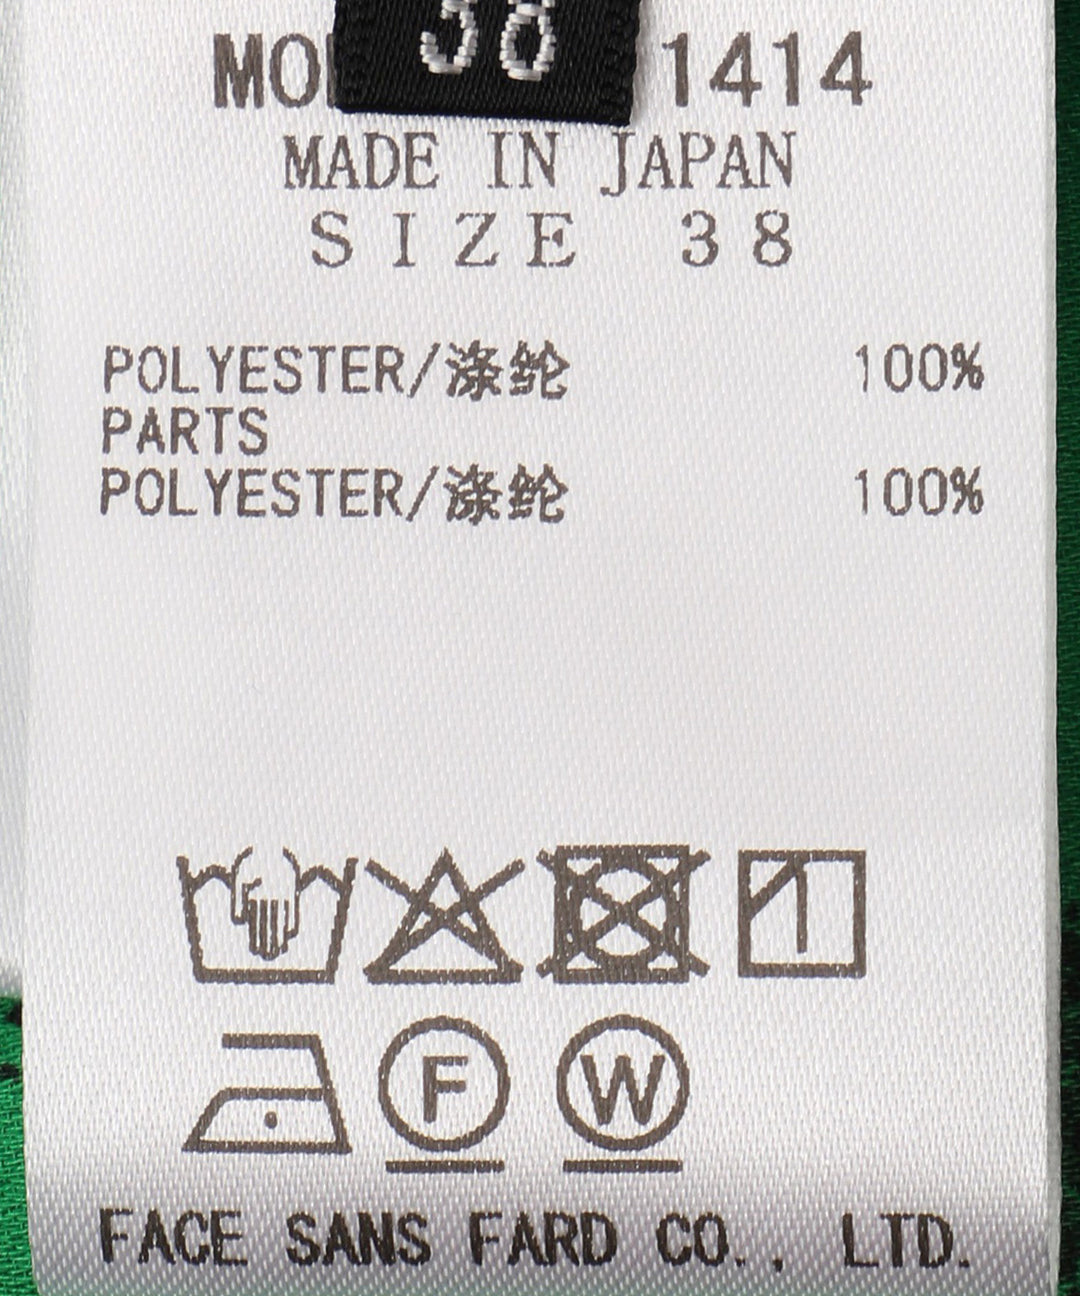 38
1414
MADE IN JAPAN
SIZE 38
POLYESTER/涤纶 100%
PARTS
POLYESTER/涤纶 100%
F W
FACE SANS FARD CO., LTD.